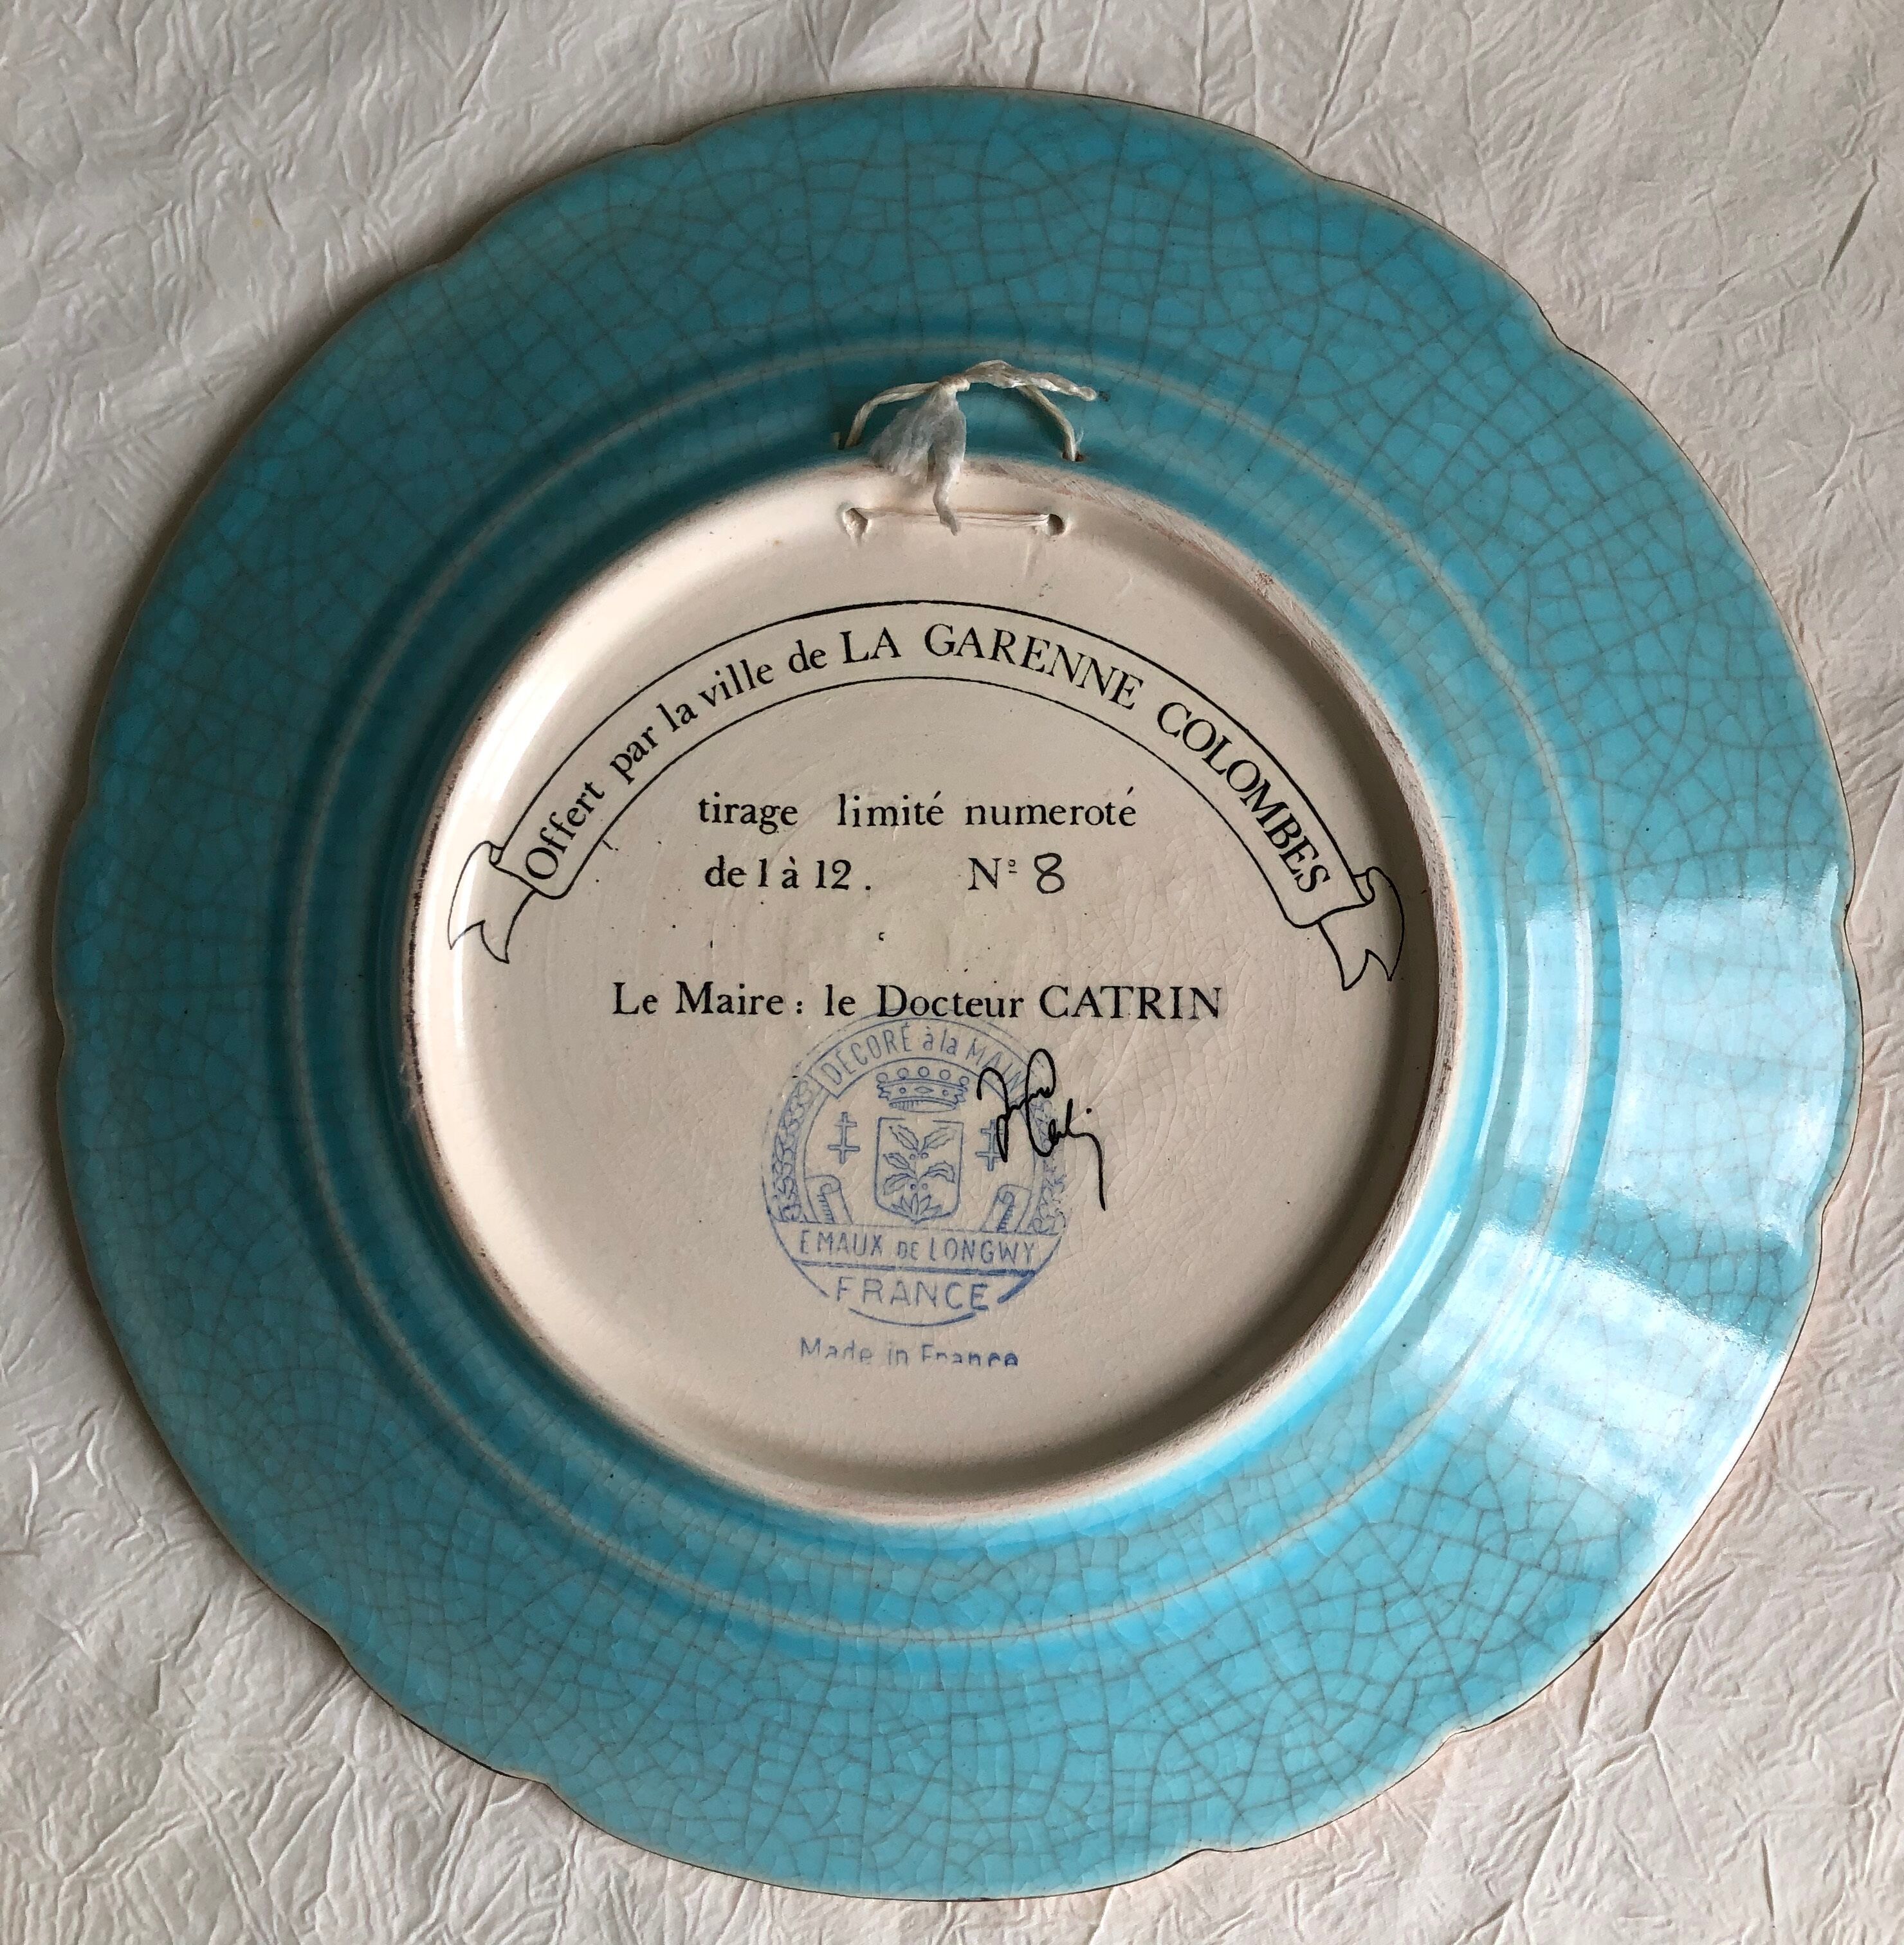 Offert par la ville de LA GARENNE COLOMBES
tirage limité numeroté
de 1 à 12. Nº 8
Le Maire : le Docteur CATRIN
DÉCORÉ à la MAIN
EMAUX DE LONGWY
FRANCE
Made in France